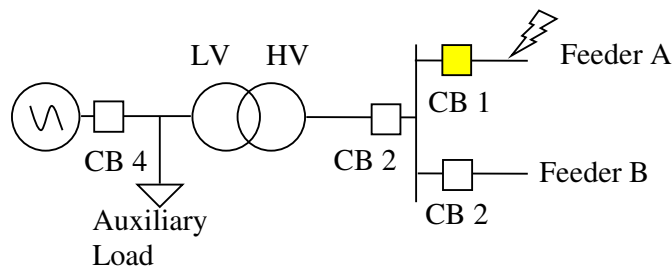 LV
HV
Feeder A
CB 1
CB 4
CB 2
Feeder B
CB 2
Auxiliary
Load